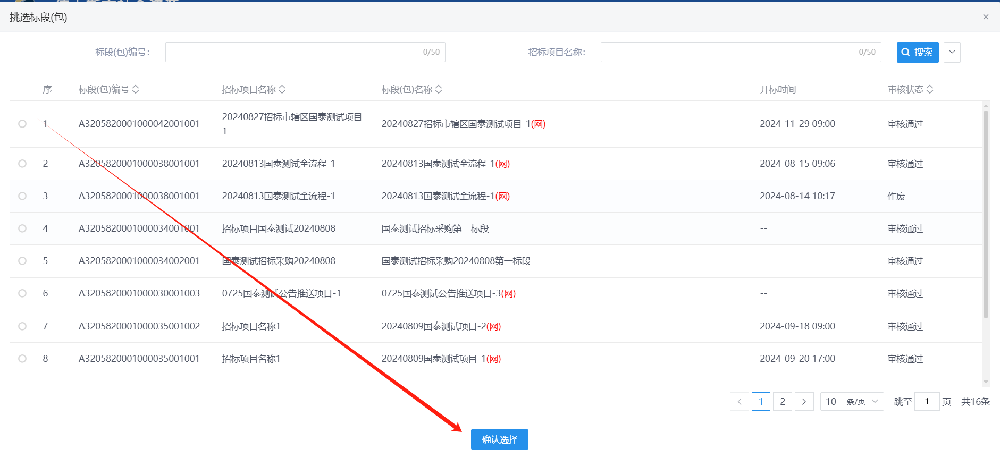 挑选标段(包)
标段(包)编号： 0/50 招标项目名称： 0/50 搜索
序 标段(包)编号 招标项目名称 标段(包)名称 开标时间 审核状态
1 A3205820001000042001001 20240827招标市辖区国泰测试项目-1 20240827招标市辖区国泰测试项目-1(网) 2024-11-29 09:00 审核通过
2 A3205820001000038001001 20240813国泰测试全流程-1 20240813国泰测试全流程-1(网) 2024-08-15 09:06 审核通过
3 A3205820001000038001001 20240813国泰测试全流程-1 20240813国泰测试全流程-1(网) 2024-08-14 10:17 作废
4 A3205820001000034001001 招标项目国泰测试20240808 国泰测试招标采购第一标段 -- 审核通过
5 A3205820001000034002001 国泰测试招标采购20240808 国泰测试招标采购20240808第一标段 -- 审核通过
6 A3205820001000030001003 0725国泰测试公告推送项目-1 0725国泰测试公告推送项目-3(网) -- 审核通过
7 A3205820001000035001002 招标项目名称1 20240809国泰测试项目-2(网) 2024-09-18 09:00 审核通过
8 A3205820001000035001001 招标项目名称1 20240809国泰测试项目-1(网) 2024-09-20 17:00 审核通过
1 2 10 条/页 跳至 1 页 共16条
确认选择